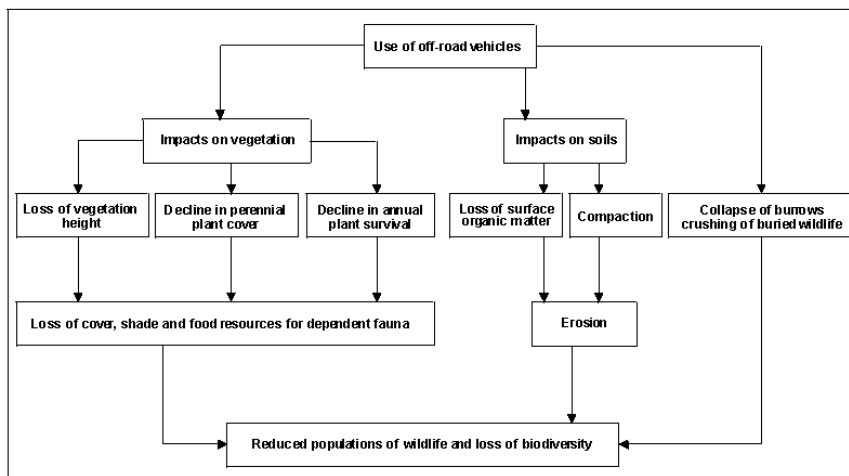 Use of off-road vehicles
Impacts on vegetation
Impacts on soils
Loss of vegetation
height
Decline in perennial
plant cover
Decline in annual
plant survival
Loss of surface
organic matter
Compaction
Collapse of burrows
crushing of buried wildlife
Loss of cover, shade and food resources for dependent fauna
Erosion
Reduced populations of wildlife and loss of biodiversity